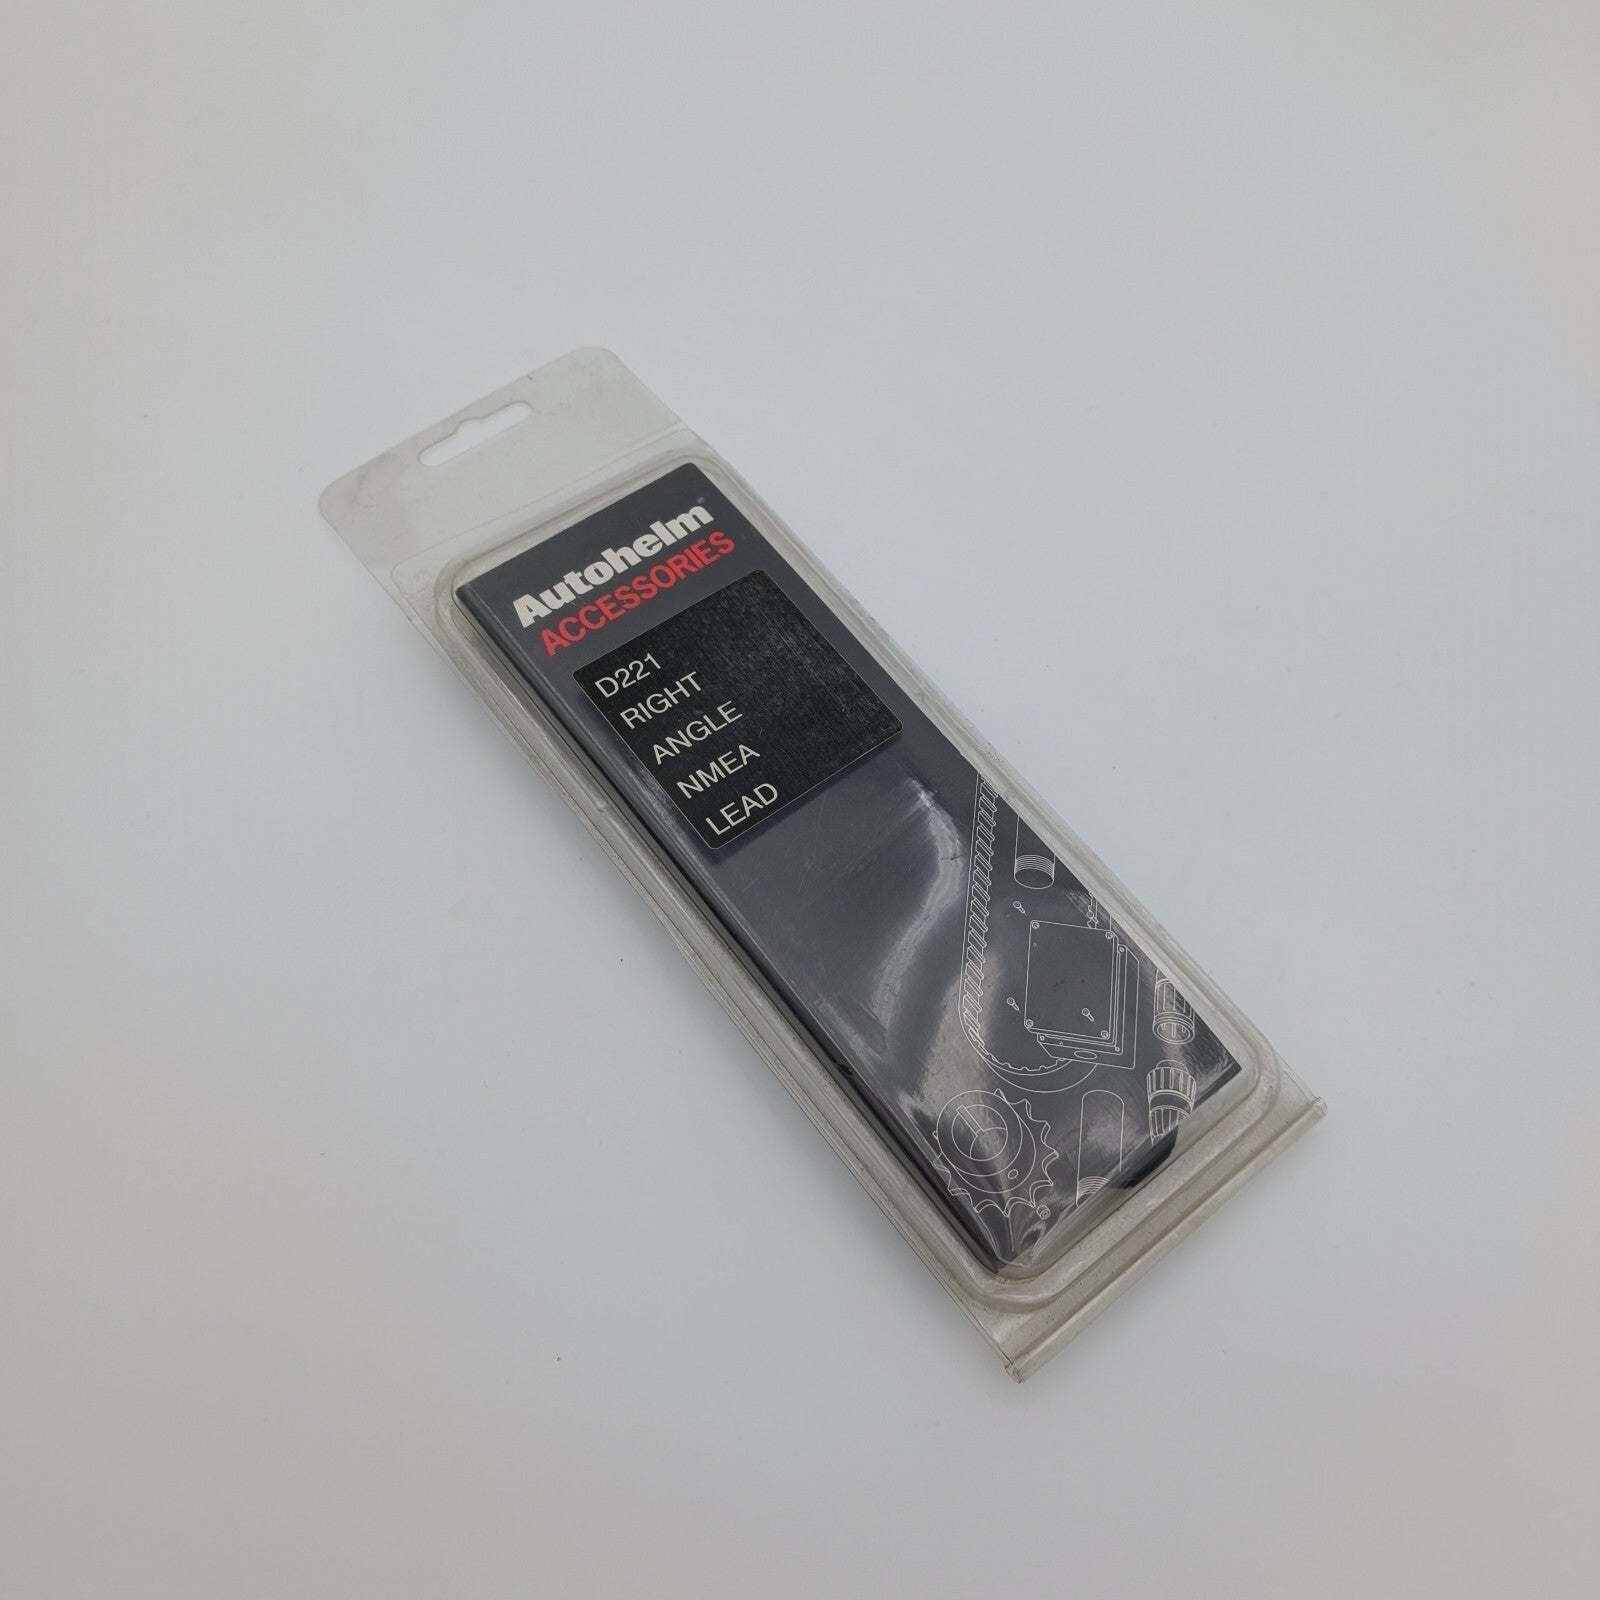 Autohelm®
ACCESSORIES
D221
RIGHT
ANGLE
NMEA
LEAD